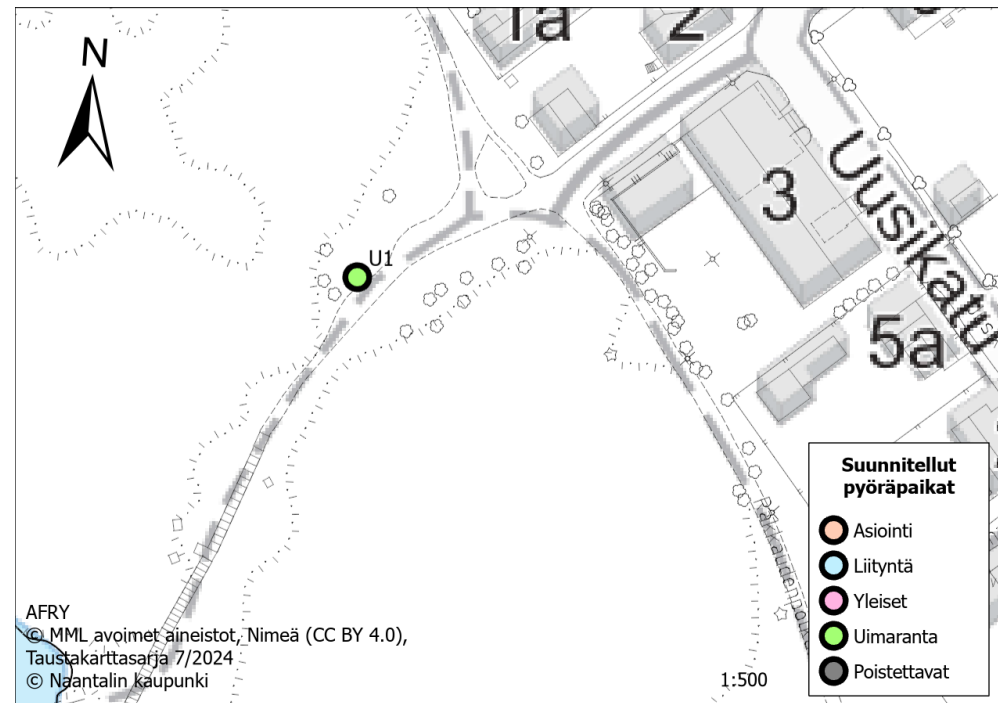 N
1a
2
3
Uusikatu
5a
U1
Suunnitellut
pyöräpaikat
Asiointi
Liityntä
Yleiset
Uimaranta
Poistettavat
AFRY
© MML avoimet aineistot, Nimeä (CC BY 4.0),
Taustakarttasarja 7/2024
© Naantalin kaupunki
1:500